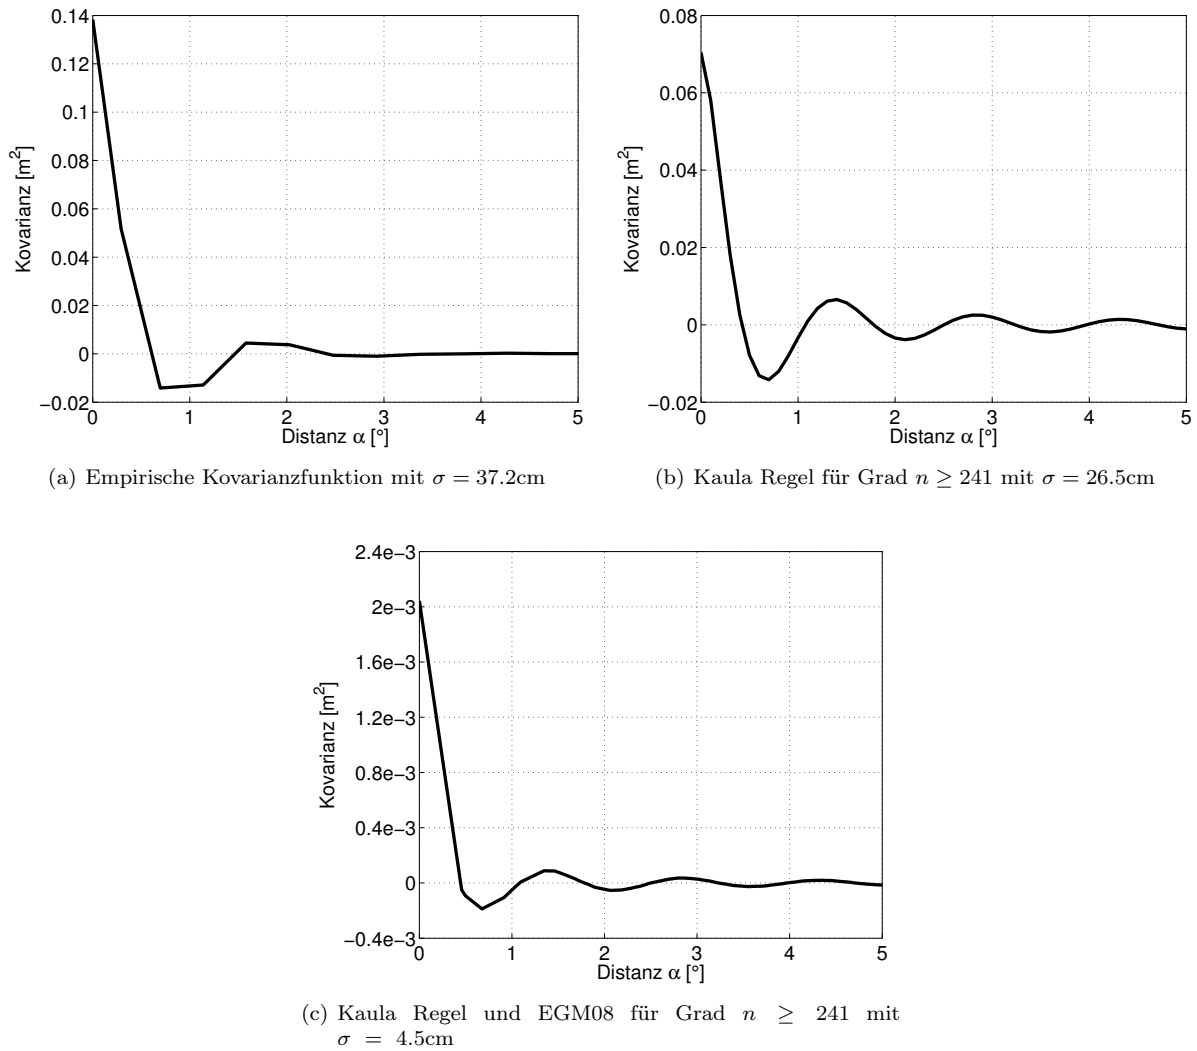 0.14
0.12
0.1
0.08
0.06
0.04
0.02
0
−0.02
Kovarianz [m²]
0 1 2 3 4 5
Distanz α [°]
(a) Empirische Kovarianzfunktion mit σ = 37.2cm
0.08
0.06
0.04
0.02
0
−0.02
Kovarianz [m²]
0 1 2 3 4 5
Distanz α [°]
(b) Kaula Regel für Grad n ≥ 241 mit σ = 26.5cm
2.4e−3
2e−3
1.6e−3
1.2e−3
0.8e−3
0.4e−3
0
−0.4e−3
Kovarianz [m²]
0 1 2 3 4 5
Distanz α [°]
(c) Kaula Regel und EGM08 für Grad n ≥ 241 mit
σ = 4.5cm